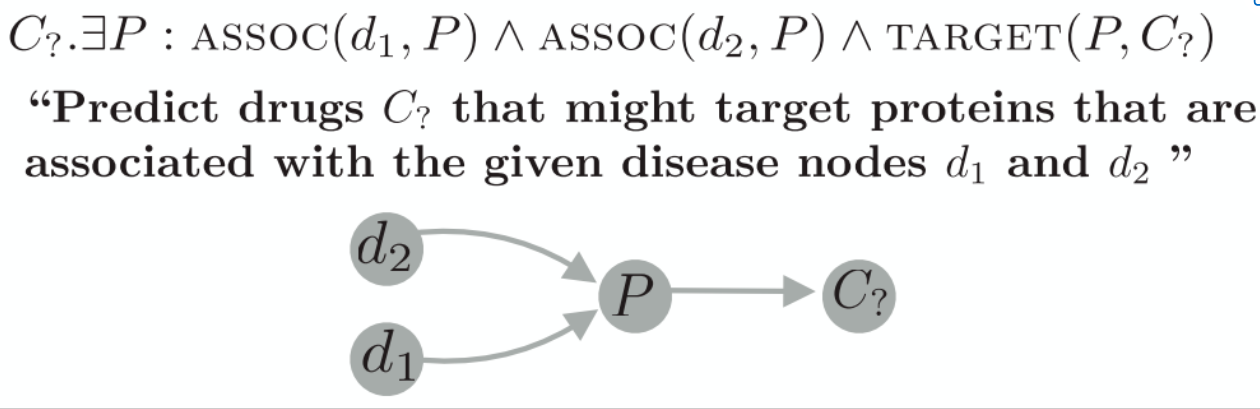 C?.∃P : ASSOC(d₁, P) ∧ ASSOC(d₂, P) ∧ TARGET(P, C?)
“Predict drugs C? that might target proteins that are
associated with the given disease nodes d₁ and d₂ ”
d₂
P
C?
d₁